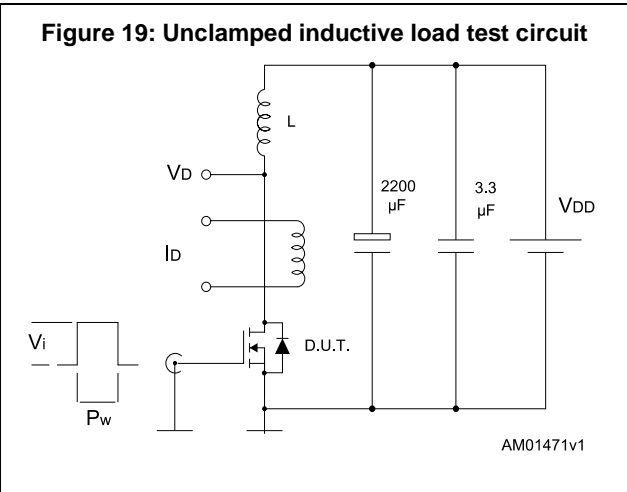 Figure 19: Unclamped inductive load test circuit
L
VD
2200
µF
3.3
µF
VDD
ID
Vi
D.U.T.
Pw
AM01471v1